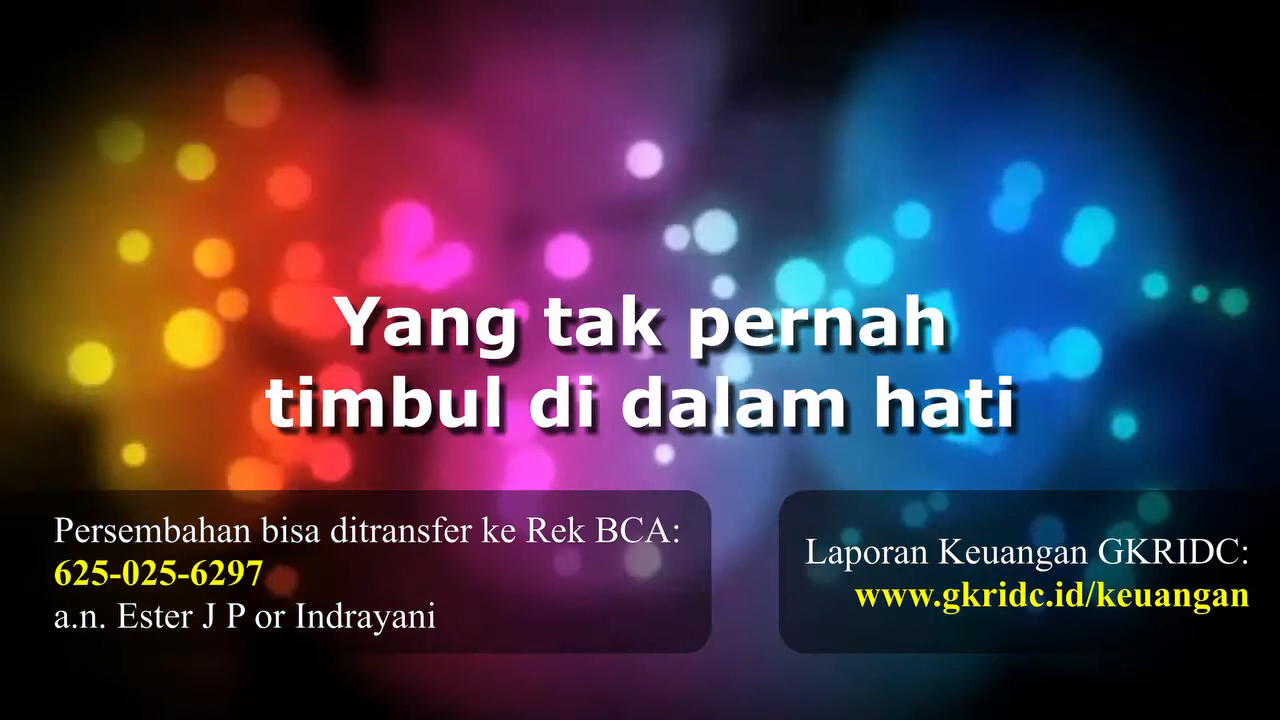 Yang tak pernah
timbul di dalam hati
Persembahan bisa ditransfer ke Rek BCA:
625-025-6297
a.n. Ester J P or Indrayani
Laporan Keuangan GKRIDC:
www.gkridc.id/keuangan